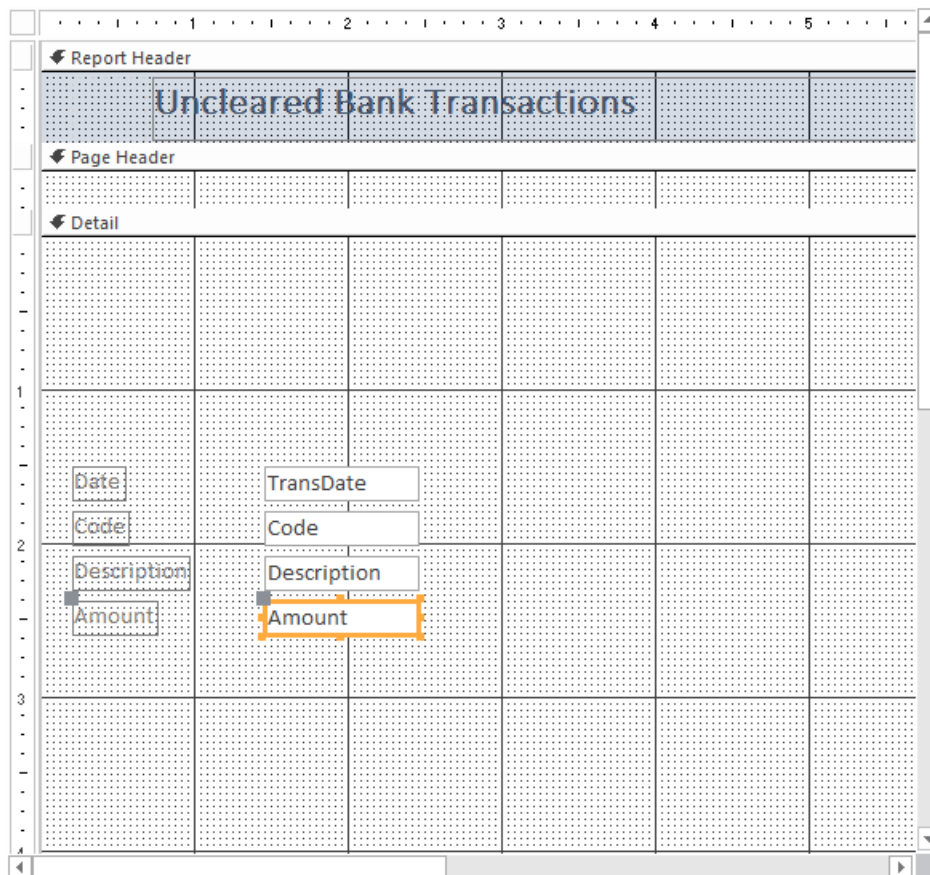 1 2 3 4 5
Report Header
Uncleared Bank Transactions
Page Header
Detail
1
Date TransDate
Code Code
2
Description Description
Amount Amount
3
4